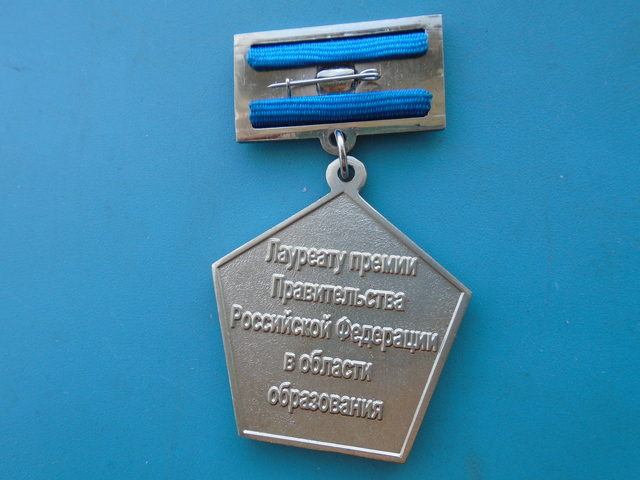 Лауреату премии
Правительства
Российской Федерации
в области
образования